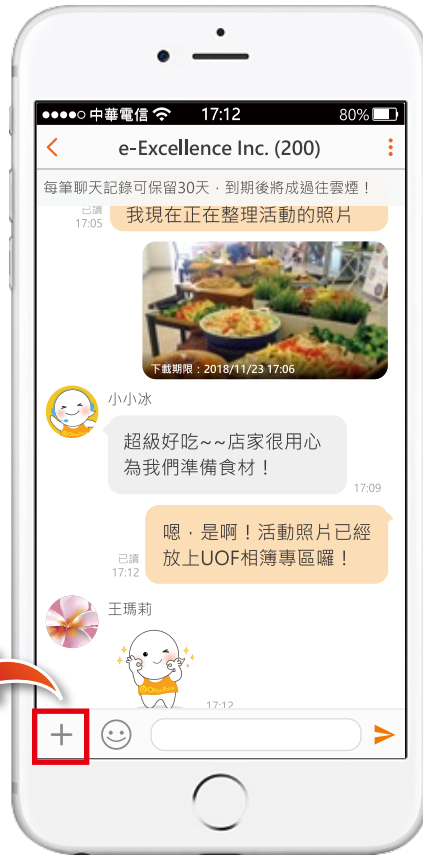 ●●●●○ 中華電信 17:12 80%
e-Excellence Inc. (200)
每筆聊天記錄可保留30天，到期後將成過往雲煙！
已讀
17:05
我現在正在整理活動的照片
下載期限：2018/11/23 17:06
小小冰
超級好吃~~店家很用心
為我們準備食材！
17:09
嗯，是啊！活動照片已經
放上UOF相簿專區囉！
已讀
17:12
王瑪莉
17:12